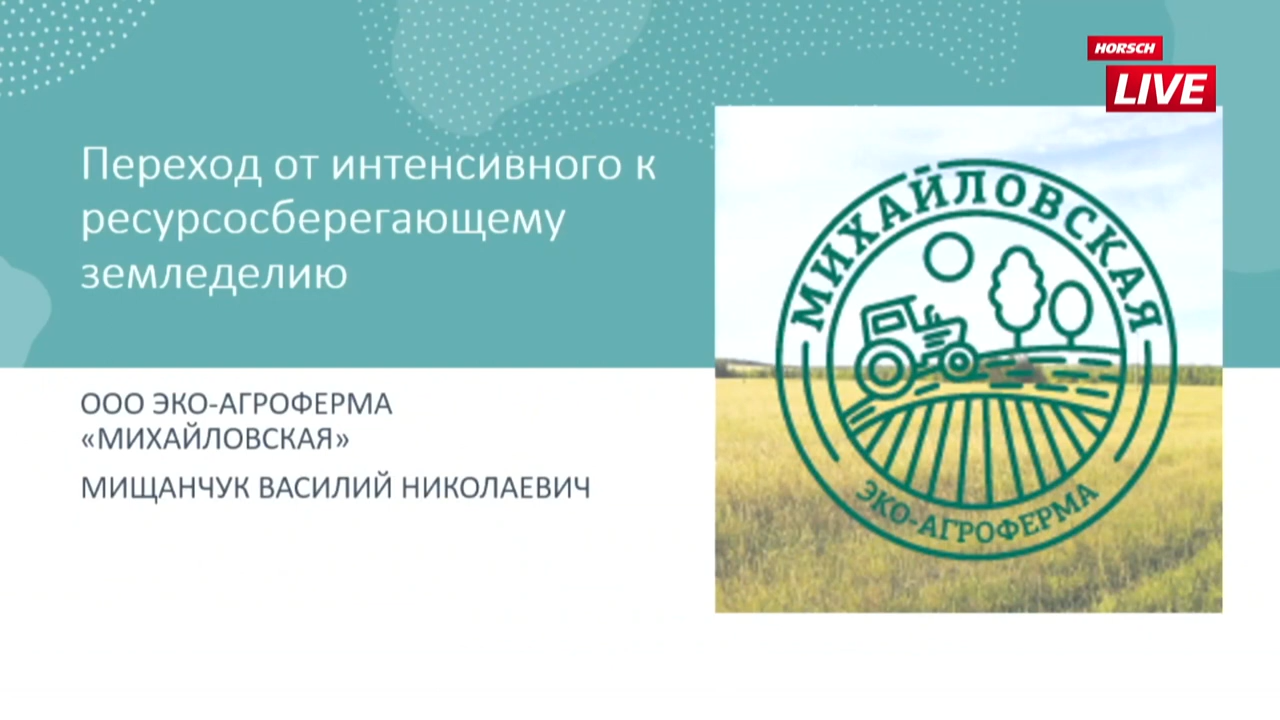 HORSCH
LIVE
Переход от интенсивного к
ресурсосберегающему
земледелию
МИХАЙЛОВСКАЯ
ЭКО-АГРОФЕРМА
ООО ЭКО-АГРОФЕРМА
«МИХАЙЛОВСКАЯ»
МИЩАНЧУК ВАСИЛИЙ НИКОЛАЕВИЧ